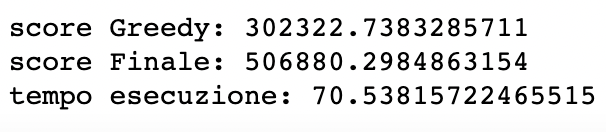 score Greedy: 302322.7383285711
score Finale: 506880.2984863154
tempo esecuzione: 70.53815722465515